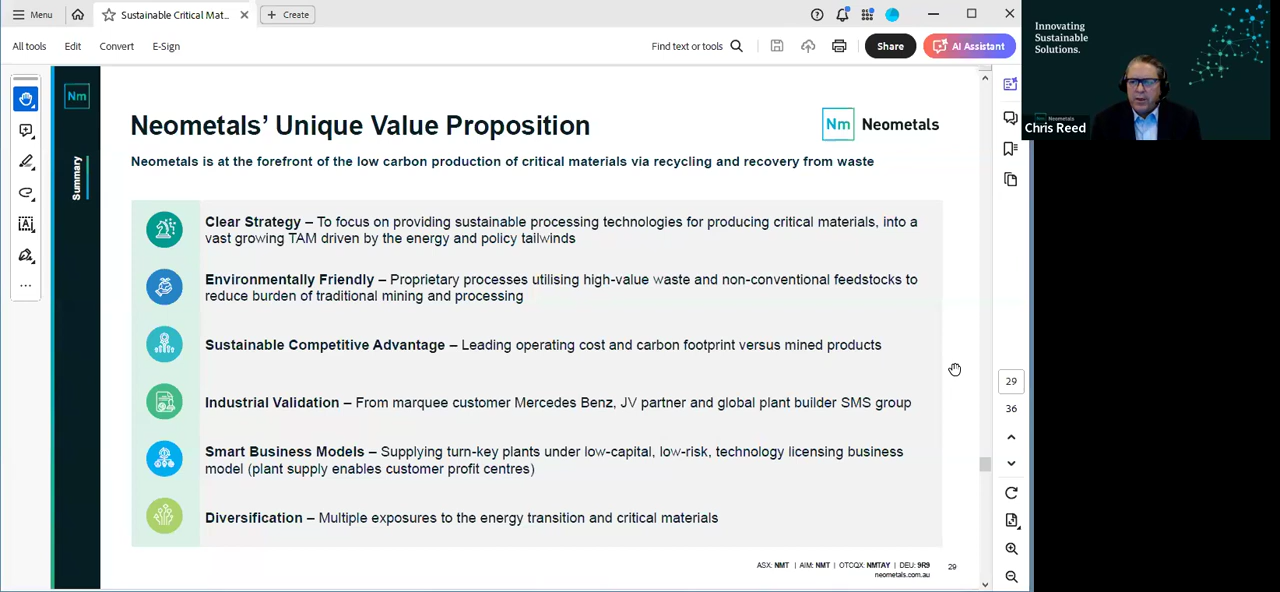 Menu
Sustainable Critical Mat...
Create
All tools
Edit
Convert
E-Sign
Find text or tools
Share
AI Assistant
Innovating
Sustainable
Solutions.
Nm Neometals
Chris Reed
Nm
Summary
Neometals' Unique Value Proposition
Nm Neometals
Neometals is at the forefront of the low carbon production of critical materials via recycling and recovery from waste
Clear Strategy – To focus on providing sustainable processing technologies for producing critical materials, into a
vast growing TAM driven by the energy and policy tailwinds
Environmentally Friendly – Proprietary processes utilising high-value waste and non-conventional feedstocks to
reduce burden of traditional mining and processing
Sustainable Competitive Advantage – Leading operating cost and carbon footprint versus mined products
Industrial Validation – From marquee customer Mercedes Benz, JV partner and global plant builder SMS group
Smart Business Models – Supplying turn-key plants under low-capital, low-risk, technology licensing business
model (plant supply enables customer profit centres)
Diversification – Multiple exposures to the energy transition and critical materials
ASX: NMT | AIM: NMT | OTCQX: NMTAY | DEU: 9R9
neometals.com.au
29
29
36